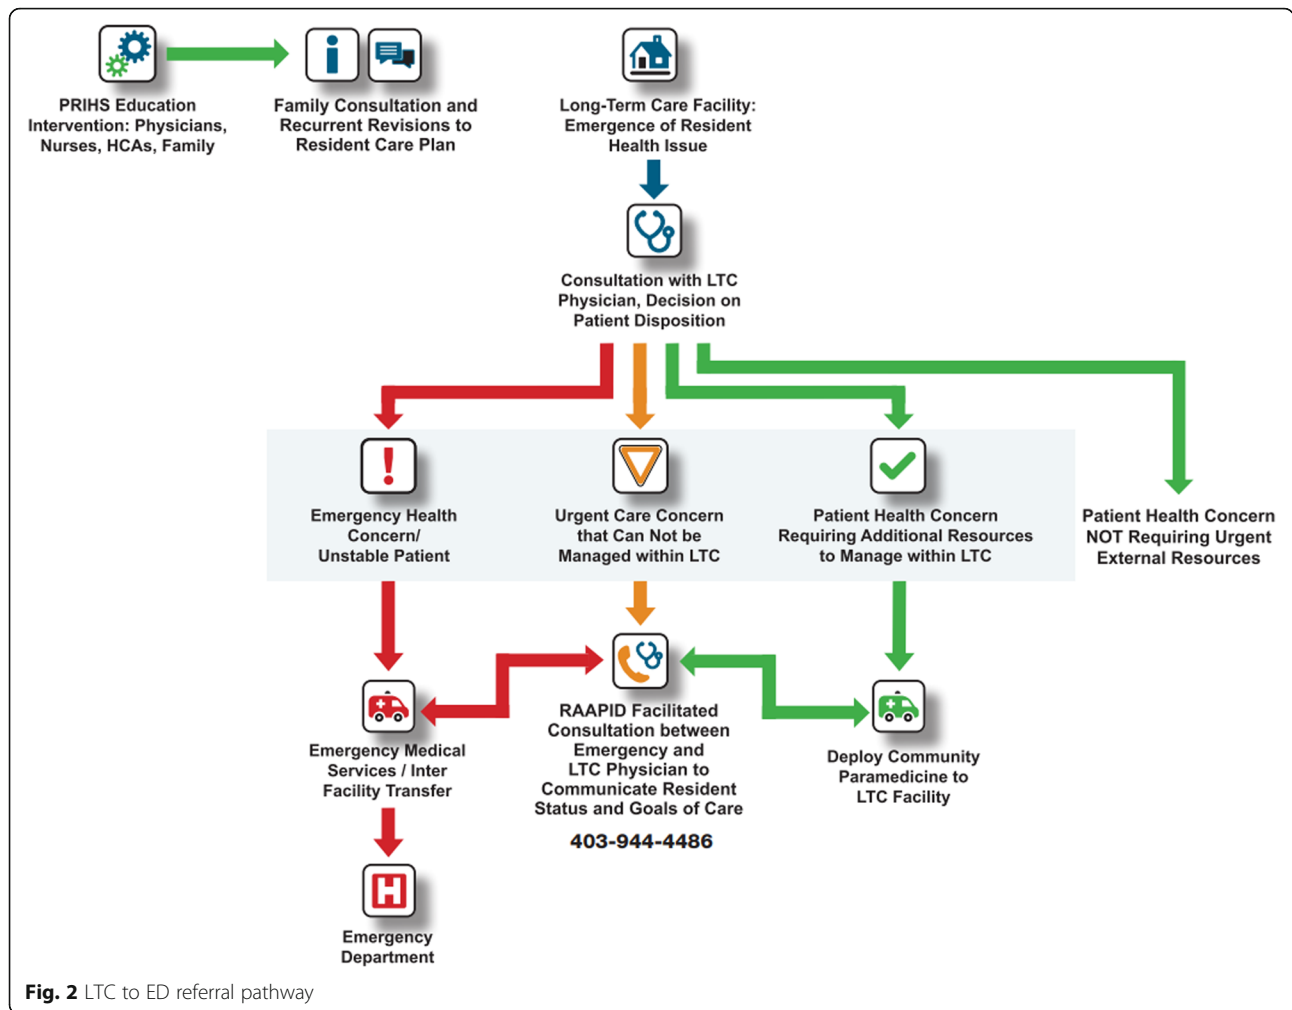 PRIHS Education
Intervention: Physicians,
Nurses, HCAs, Family
Family Consultation and
Recurrent Revisions to
Resident Care Plan
Long-Term Care Facility:
Emergence of Resident
Health Issue
Consultation with LTC
Physician, Decision on
Patient Disposition
Emergency Health
Concern/
Unstable Patient
Urgent Care Concern
that Can Not be
Managed within LTC
Patient Health Concern
Requiring Additional Resources
to Manage within LTC
Patient Health Concern
NOT Requiring Urgent
External Resources
Emergency Medical
Services / Inter
Facility Transfer
RAAPID Facilitated
Consultation between
Emergency and
LTC Physician to
Communicate Resident
Status and Goals of Care
403-944-4486
Deploy Community
Paramedicine to
LTC Facility
H
Emergency
Department
Fig. 2 LTC to ED referral pathway